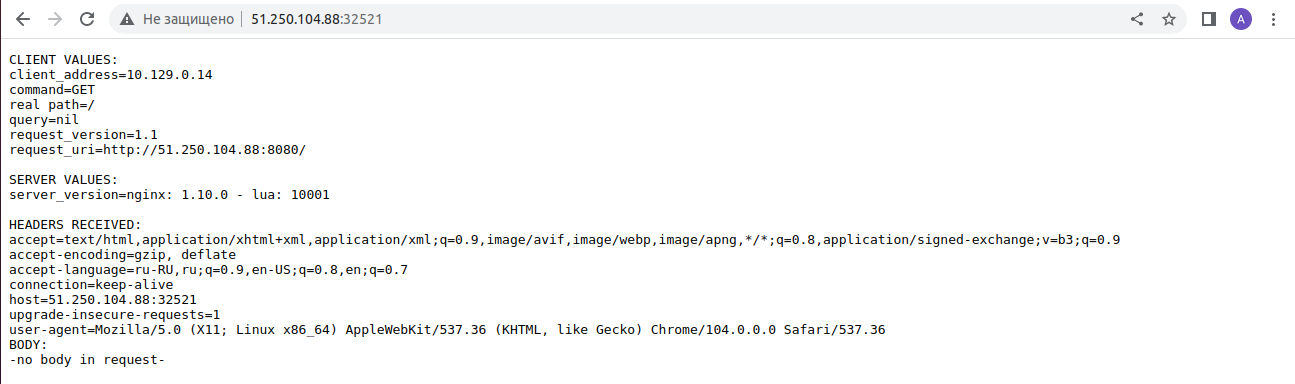 Не защищено | 51.250.104.88:32521
A
CLIENT VALUES:
client_address=10.129.0.14
command=GET
real path=/
query=nil
request_version=1.1
request_uri=http://51.250.104.88:8080/
SERVER VALUES:
server_version=nginx: 1.10.0 - lua: 10001
HEADERS RECEIVED:
accept=text/html,application/xhtml+xml,application/xml;q=0.9,image/avif,image/webp,image/apng,*/*;q=0.8,application/signed-exchange;v=b3;q=0.9
accept-encoding=gzip, deflate
accept-language=ru-RU,ru;q=0.9,en-US;q=0.8,en;q=0.7
connection=keep-alive
host=51.250.104.88:32521
upgrade-insecure-requests=1
user-agent=Mozilla/5.0 (X11; Linux x86_64) AppleWebKit/537.36 (KHTML, like Gecko) Chrome/104.0.0.0 Safari/537.36
BODY:
-no body in request-